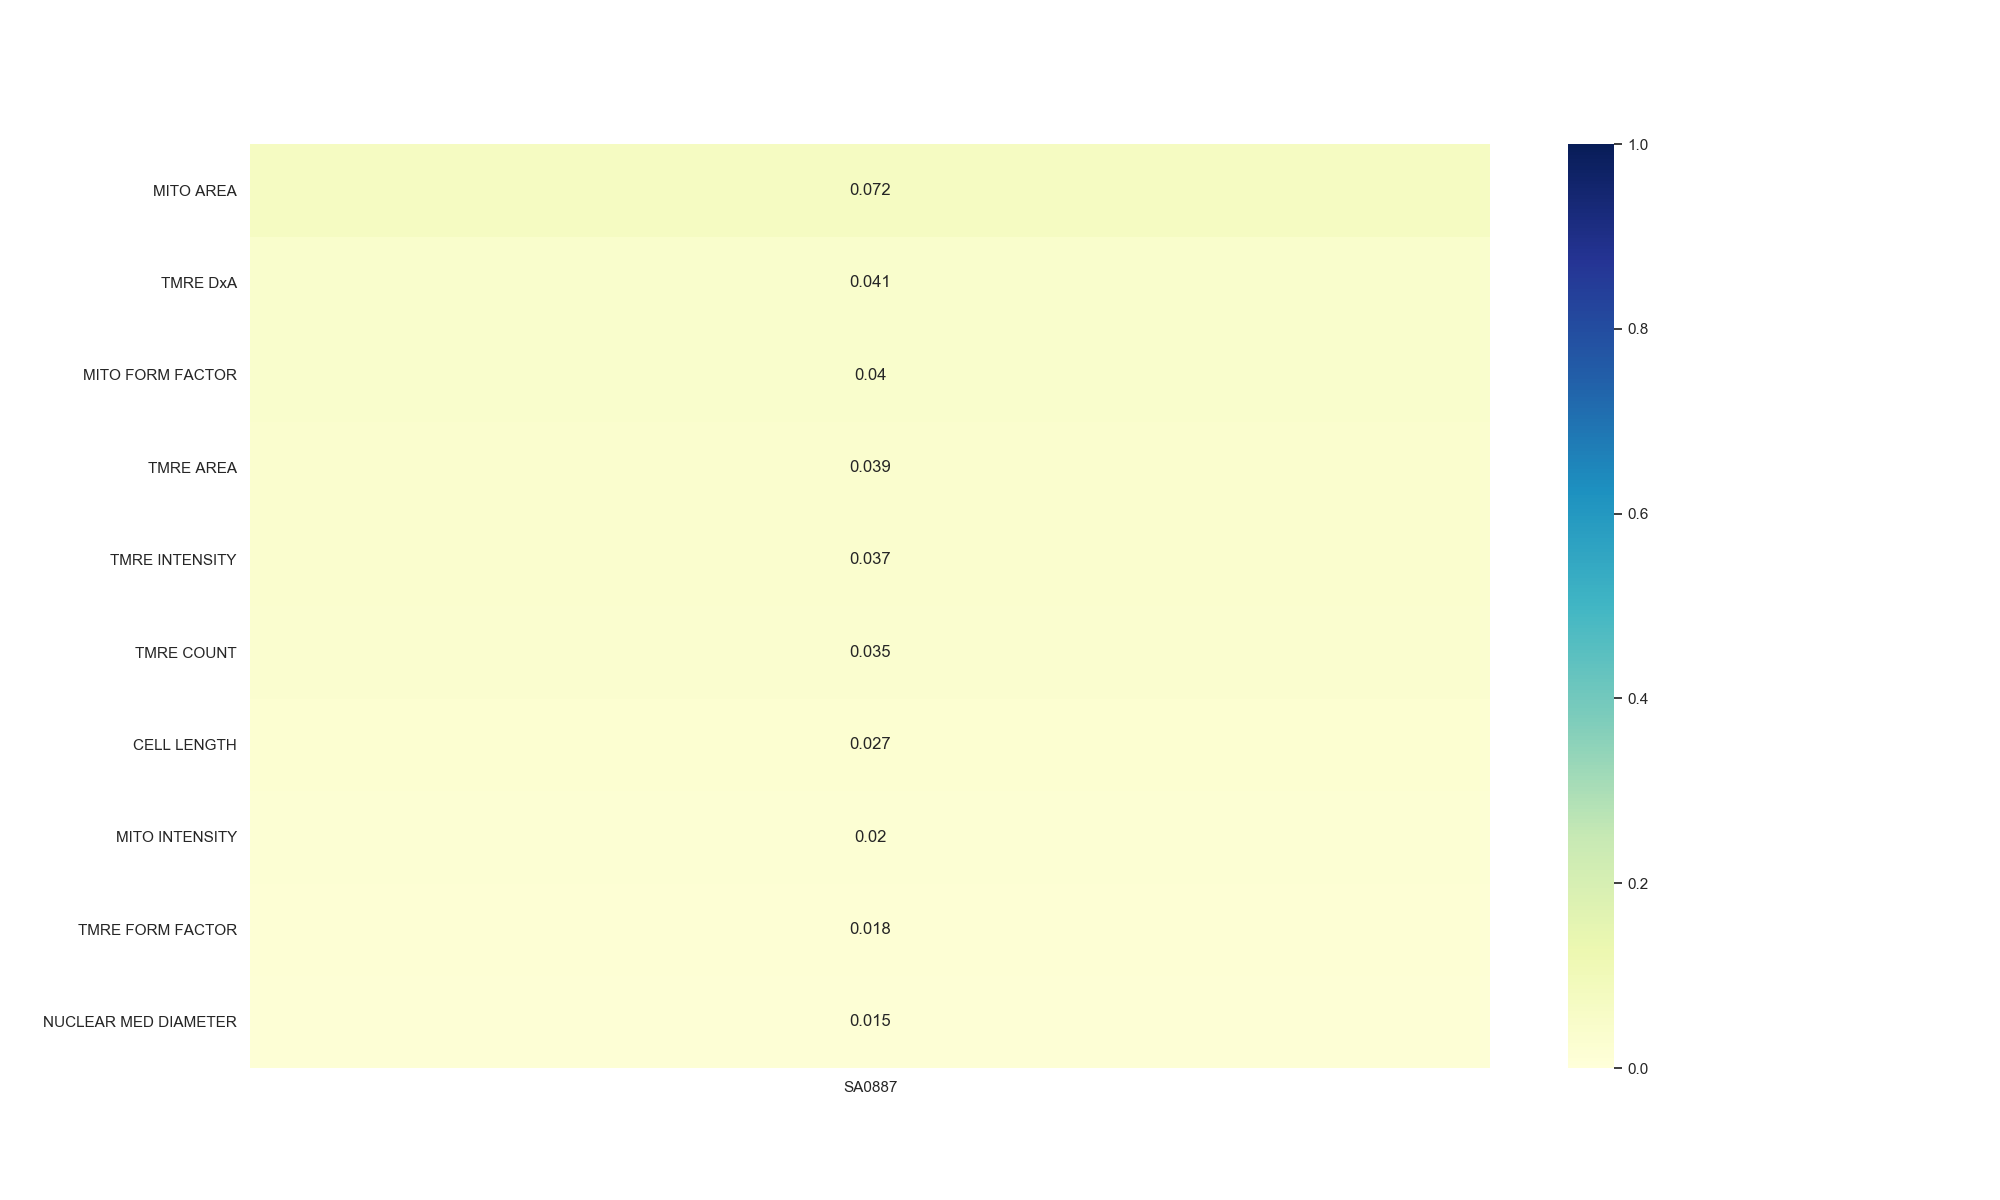 MITO AREA 0.072
TMRE DxA 0.041
MITO FORM FACTOR 0.04
TMRE AREA 0.039
TMRE INTENSITY 0.037
TMRE COUNT 0.035
CELL LENGTH 0.027
MITO INTENSITY 0.02
TMRE FORM FACTOR 0.018
NUCLEAR MED DIAMETER 0.015
SA0887
1.0
0.8
0.6
0.4
0.2
0.0